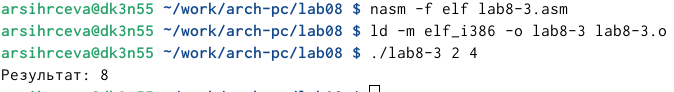 arsihrceva@dk3n55 ~/work/arch-pc/lab08 $ nasm -f elf lab8-3.asm
arsihrceva@dk3n55 ~/work/arch-pc/lab08 $ ld -m elf_i386 -o lab8-3 lab8-3.o
arsihrceva@dk3n55 ~/work/arch-pc/lab08 $ ./lab8-3 2 4
Результат: 8